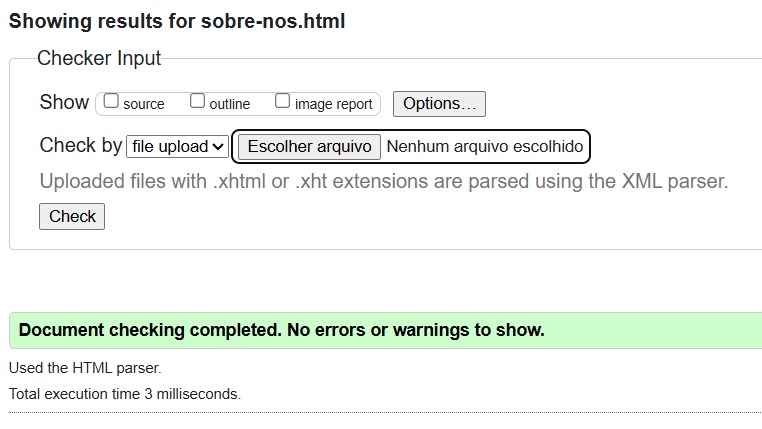 Showing results for sobre-nos.html
Checker Input
Show source outline image report Options...
Check by file upload Escolher arquivo Nenhum arquivo escolhido
Uploaded files with .xhtml or .xht extensions are parsed using the XML parser.
Check
Document checking completed. No errors or warnings to show.
Used the HTML parser.
Total execution time 3 milliseconds.